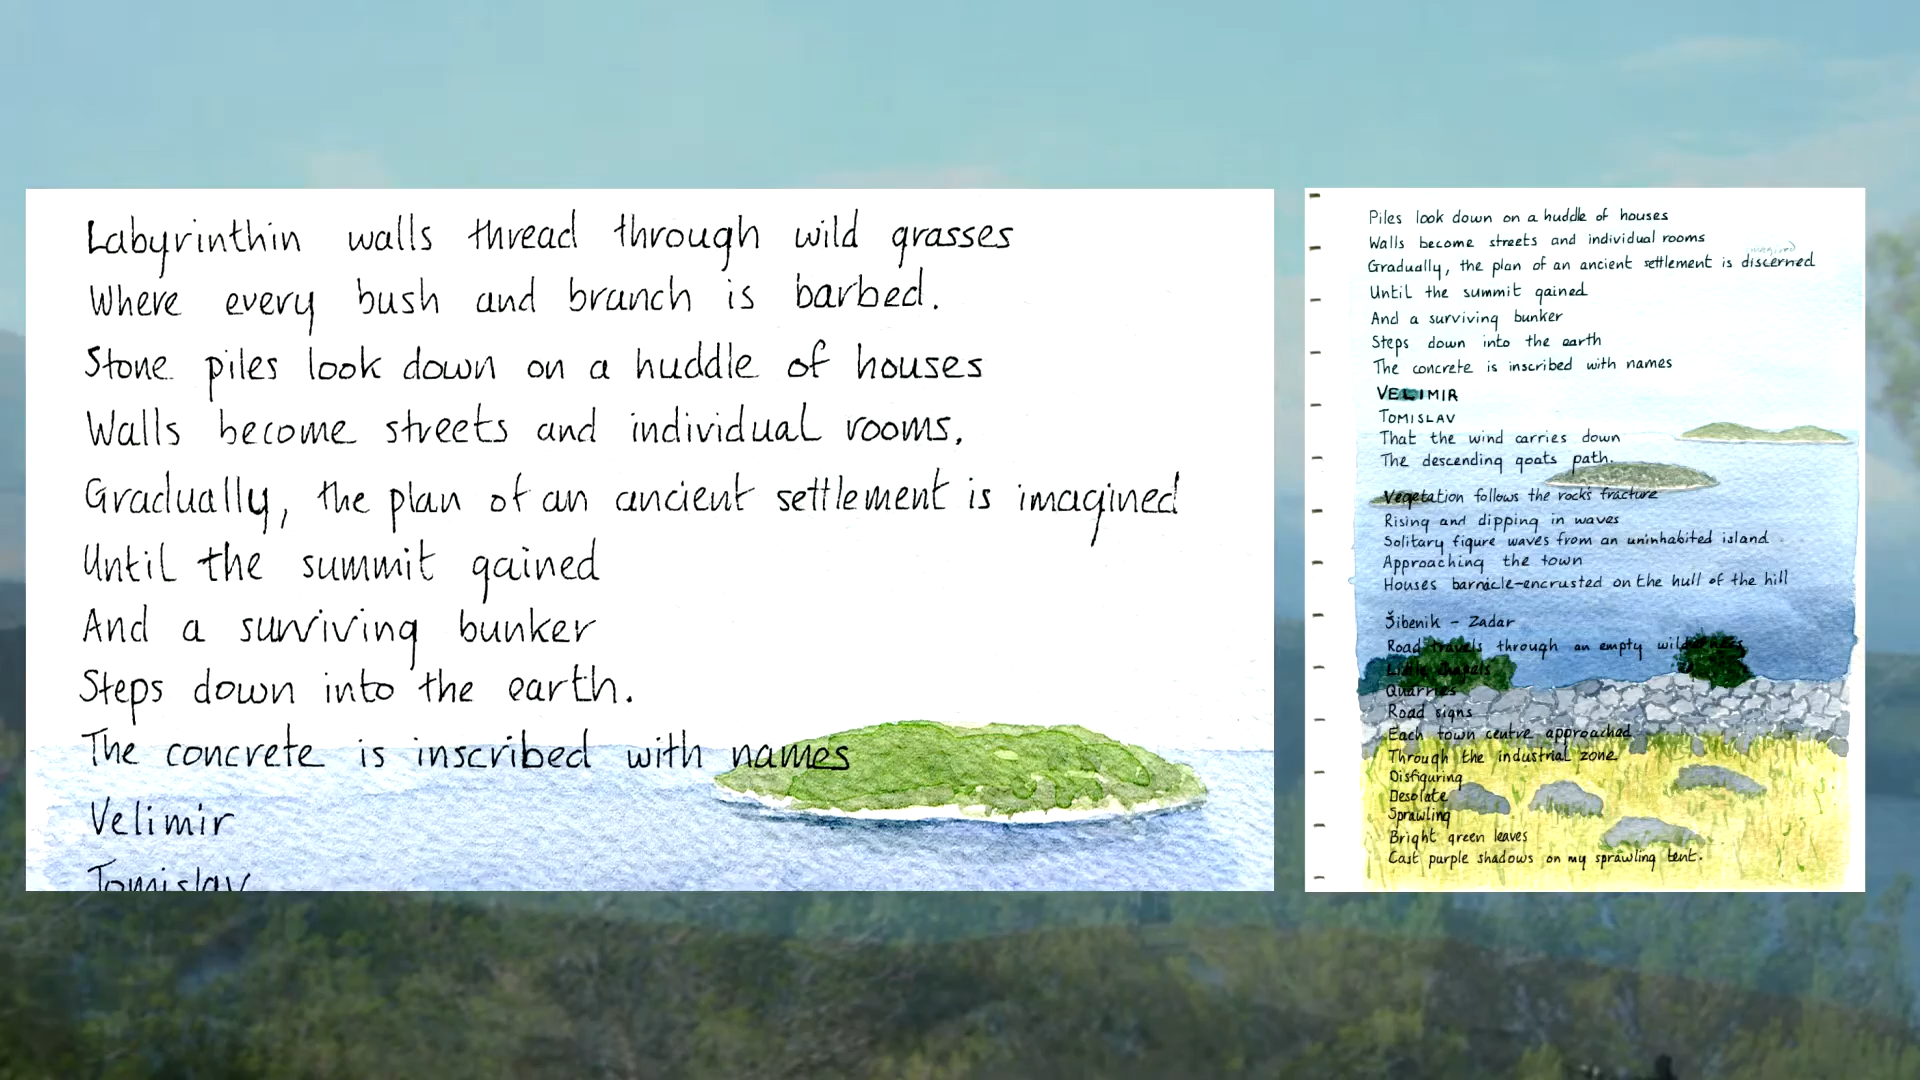 Labyrinthin walls thread through wild grasses
Where every bush and branch is barbed.
Stone piles look down on a huddle of houses
Walls become streets and individual rooms.
Gradually, the plan of an ancient settlement is imagined
Until the summit gained
And a surviving bunker
Steps down into the earth.
The concrete is inscribed with names
Velimir
Tomislav
Piles look down on a huddle of houses
Walls become streets and individual rooms
imagined
Gradually, the plan of an ancient settlement is discerned
Until the summit gained
And a surviving bunker
Steps down into the earth
The concrete is inscribed with names
VELIMIR
TOMISLAV
That the wind carries down
The descending goats path.
Vegetation follows the rocks fracture
Rising and dipping in waves
Solitary figure waves from an uninhabited island
Approaching the town
Houses barnacle-encrusted on the hull of the hill
Šibenik - Zadar
Road travels through an empty wilderness
Little chapels
Quarries
Road signs
Each town centre approached
Through the industrial zone
Disfiguring
Desolate
Sprawling
Bright green leaves
Cast purple shadows on my sprawling tent.